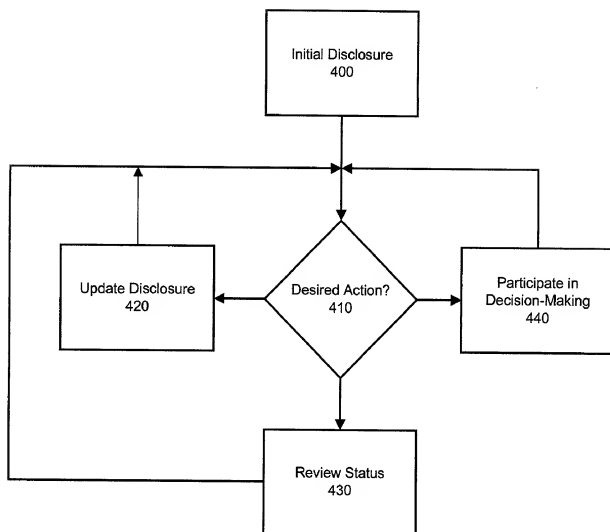 Initial Disclosure
400
Update Disclosure
420
Desired Action?
410
Participate in
Decision-Making
440
Review Status
430